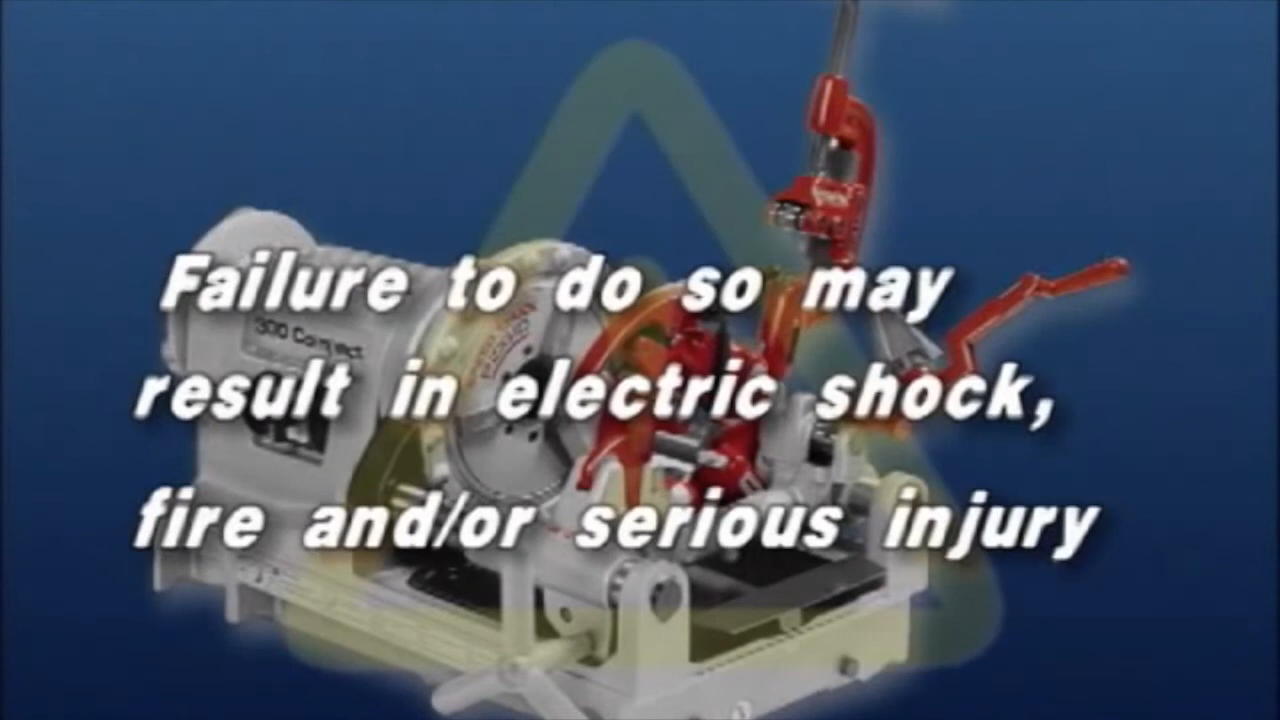 Failure to do so may
300 Compact
result in electric shock,
fire and/or serious injury